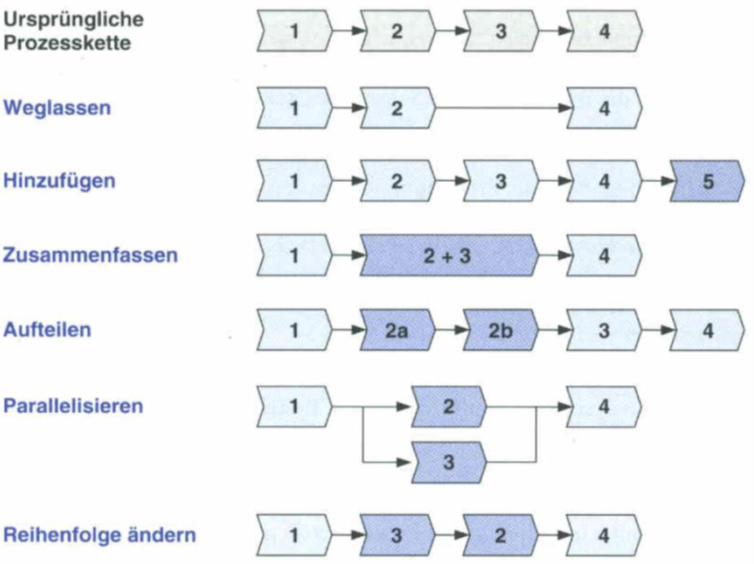 Ursprüngliche
Prozesskette
1 2 3 4
Weglassen 1 2 4
Hinzufügen 1 2 3 4 5
Zusammenfassen 1 2 + 3 4
Aufteilen 1 2a 2b 3 4
Parallelisieren 1 2 4
3
Reihenfolge ändern 1 3 2 4